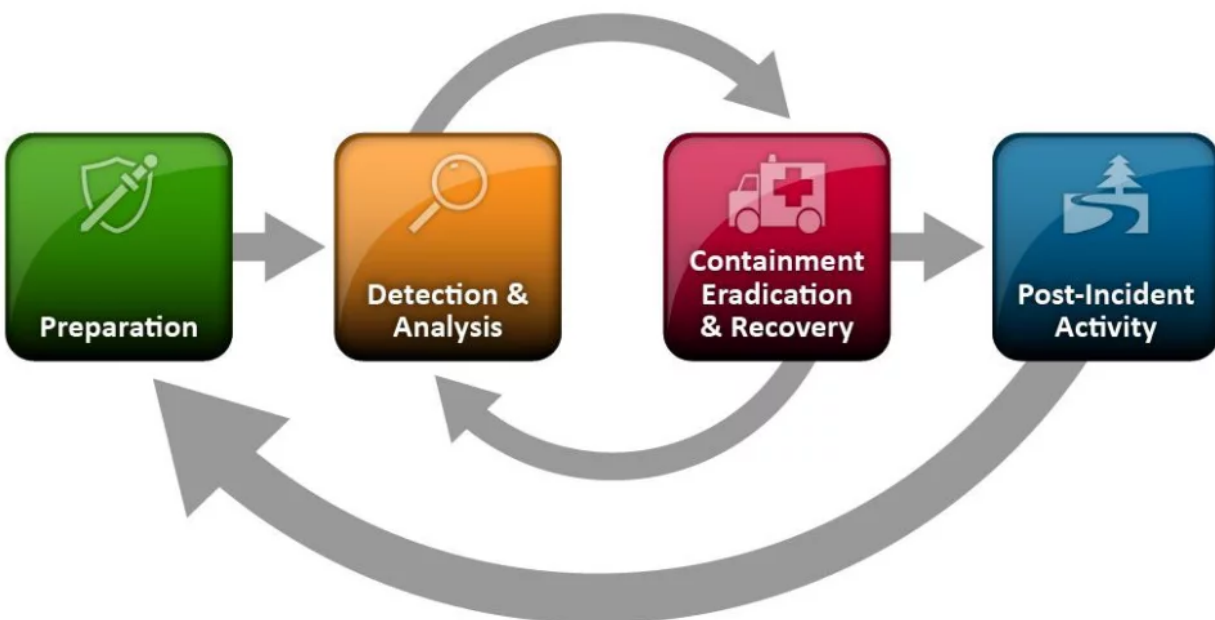 Preparation
Detection &
Analysis
Containment
Eradication
& Recovery
Post-Incident
Activity